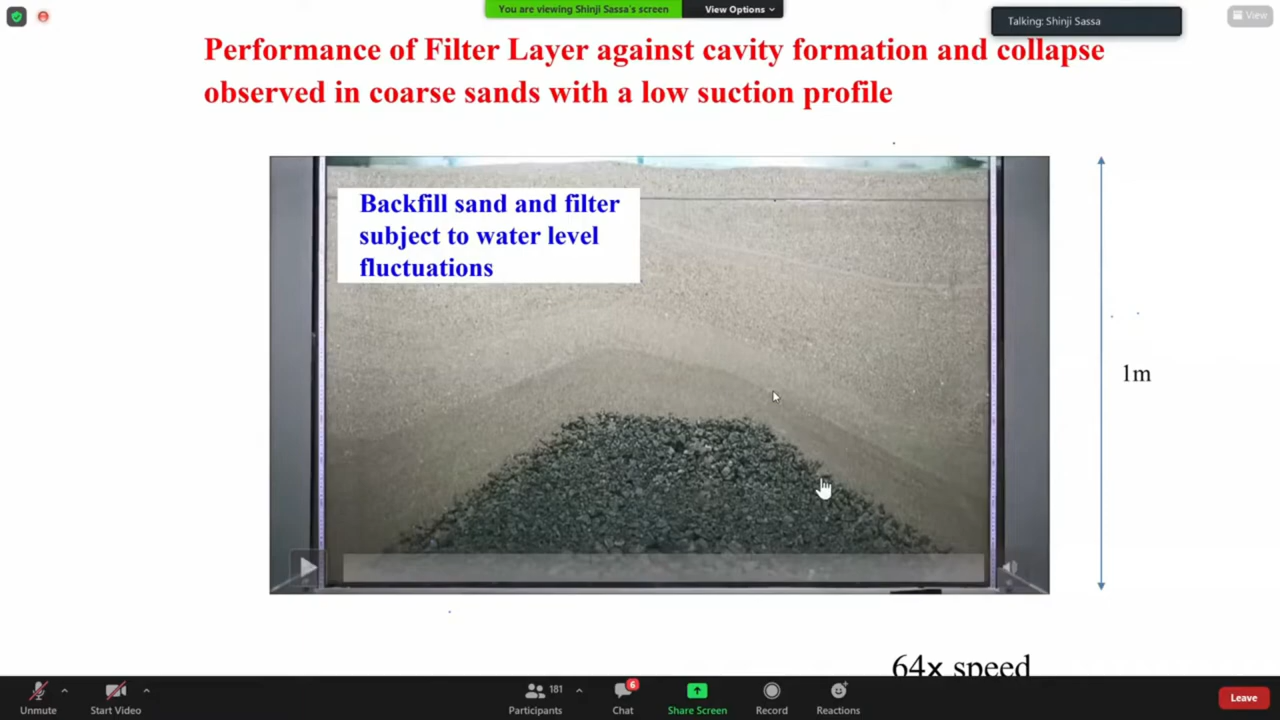 You are viewing Shinji Sassa's screen
View Options
Talking: Shinji Sassa
View
Performance of Filter Layer against cavity formation and collapse
observed in coarse sands with a low suction profile
Backfill sand and filter
subject to water level
fluctuations
1m
64x speed
Unmute
Start Video
181
Participants
6
Chat
Share Screen
Record
Reactions
Leave